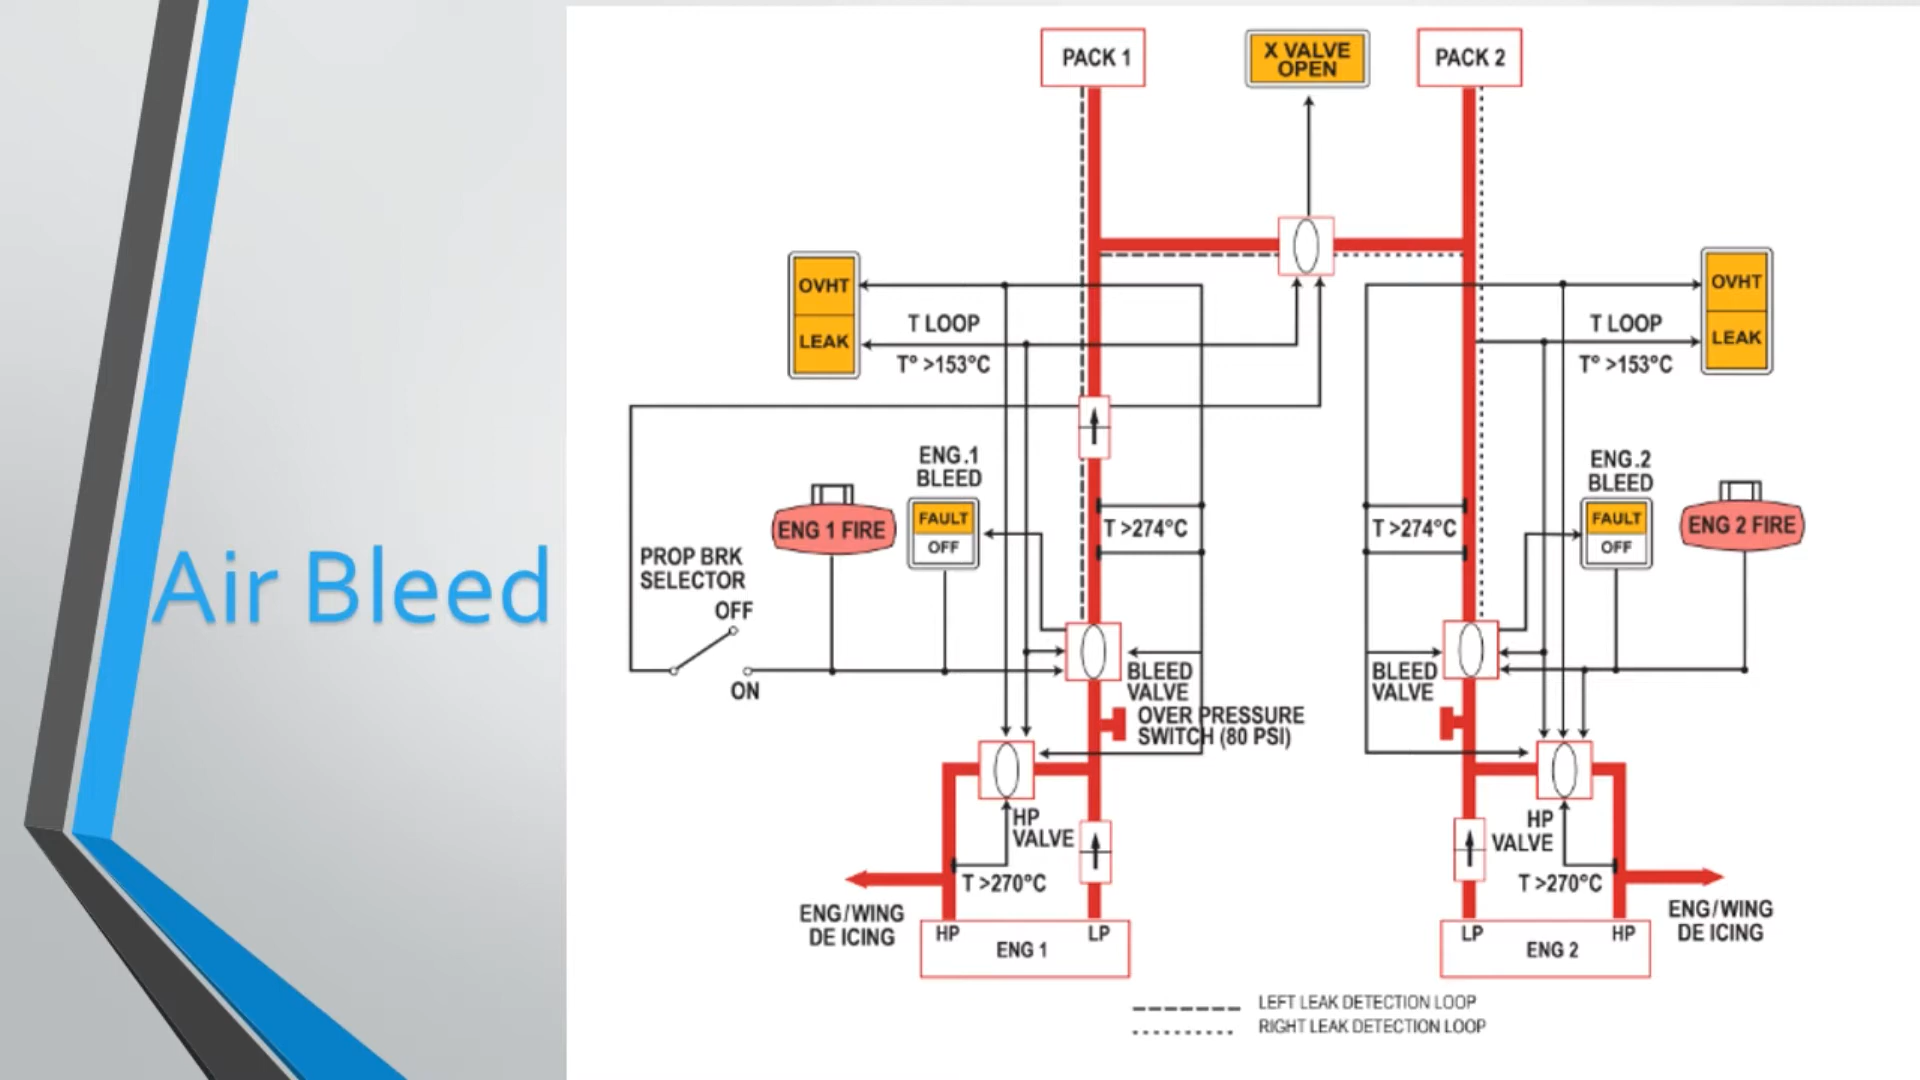 Air Bleed
PACK 1
X VALVE
OPEN
PACK 2
OVHT
LEAK
T LOOP
T° >153°C
T LOOP
T° >153°C
OVHT
LEAK
ENG.1
BLEED
FAULT
OFF
ENG 1 FIRE
T >274°C
T >274°C
ENG.2
BLEED
FAULT
OFF
ENG 2 FIRE
PROP BRK
SELECTOR
OFF
ON
BLEED
VALVE
OVER PRESSURE
SWITCH (80 PSI)
BLEED
VALVE
HP
VALVE
T >270°C
HP
VALVE
T >270°C
ENG/WING
DE ICING
ENG/WING
DE ICING
HP
ENG 1
LP
LP
ENG 2
HP
LEFT LEAK DETECTION LOOP
RIGHT LEAK DETECTION LOOP